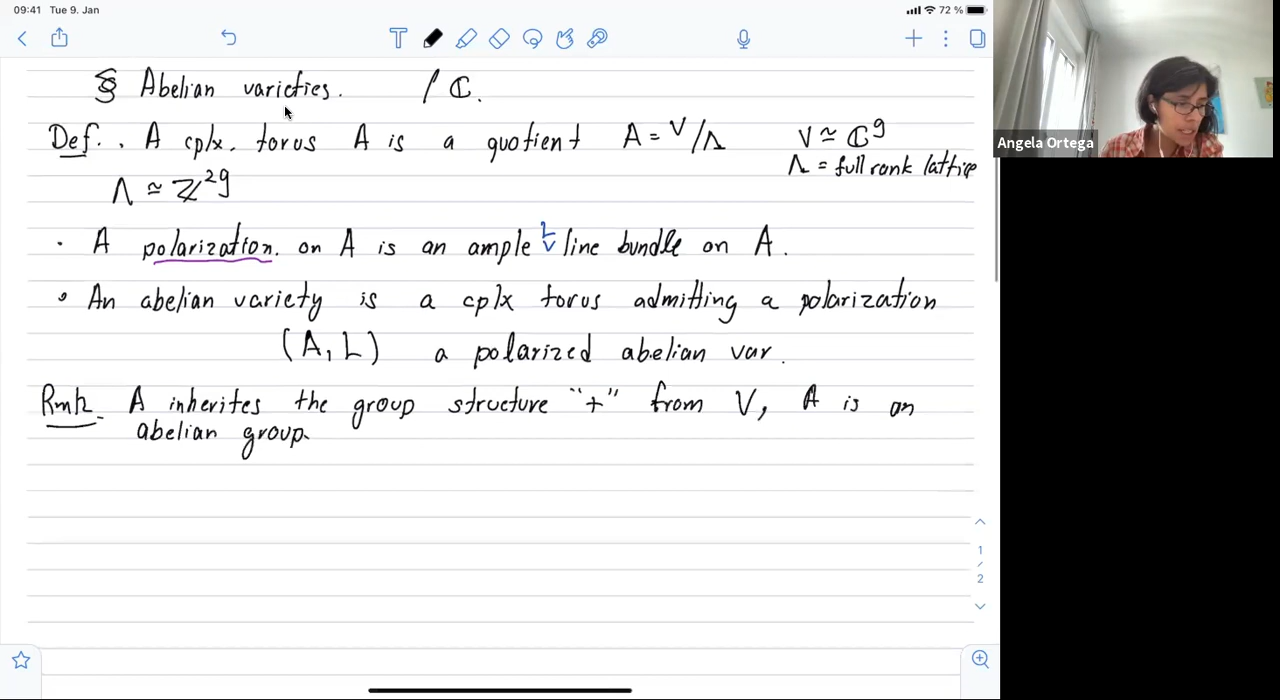 09:41 Tue 9. Jan
72 %
§ Abelian varieties. / ℂ.
Def. . A cplx. torus A is a quotient A = V/Λ V ≃ ℂ^g
Λ = full rank lattice
Λ ≃ ℤ^2g
· A polarization. on A is an ample L line bundle on A.
• An abelian variety is a cplx torus admitting a polarization
(A, L) a polarized abelian var.
Rmk. A inherites the group structure "+" from V, A is an
abelian group.
1
/
2
Angela Ortega